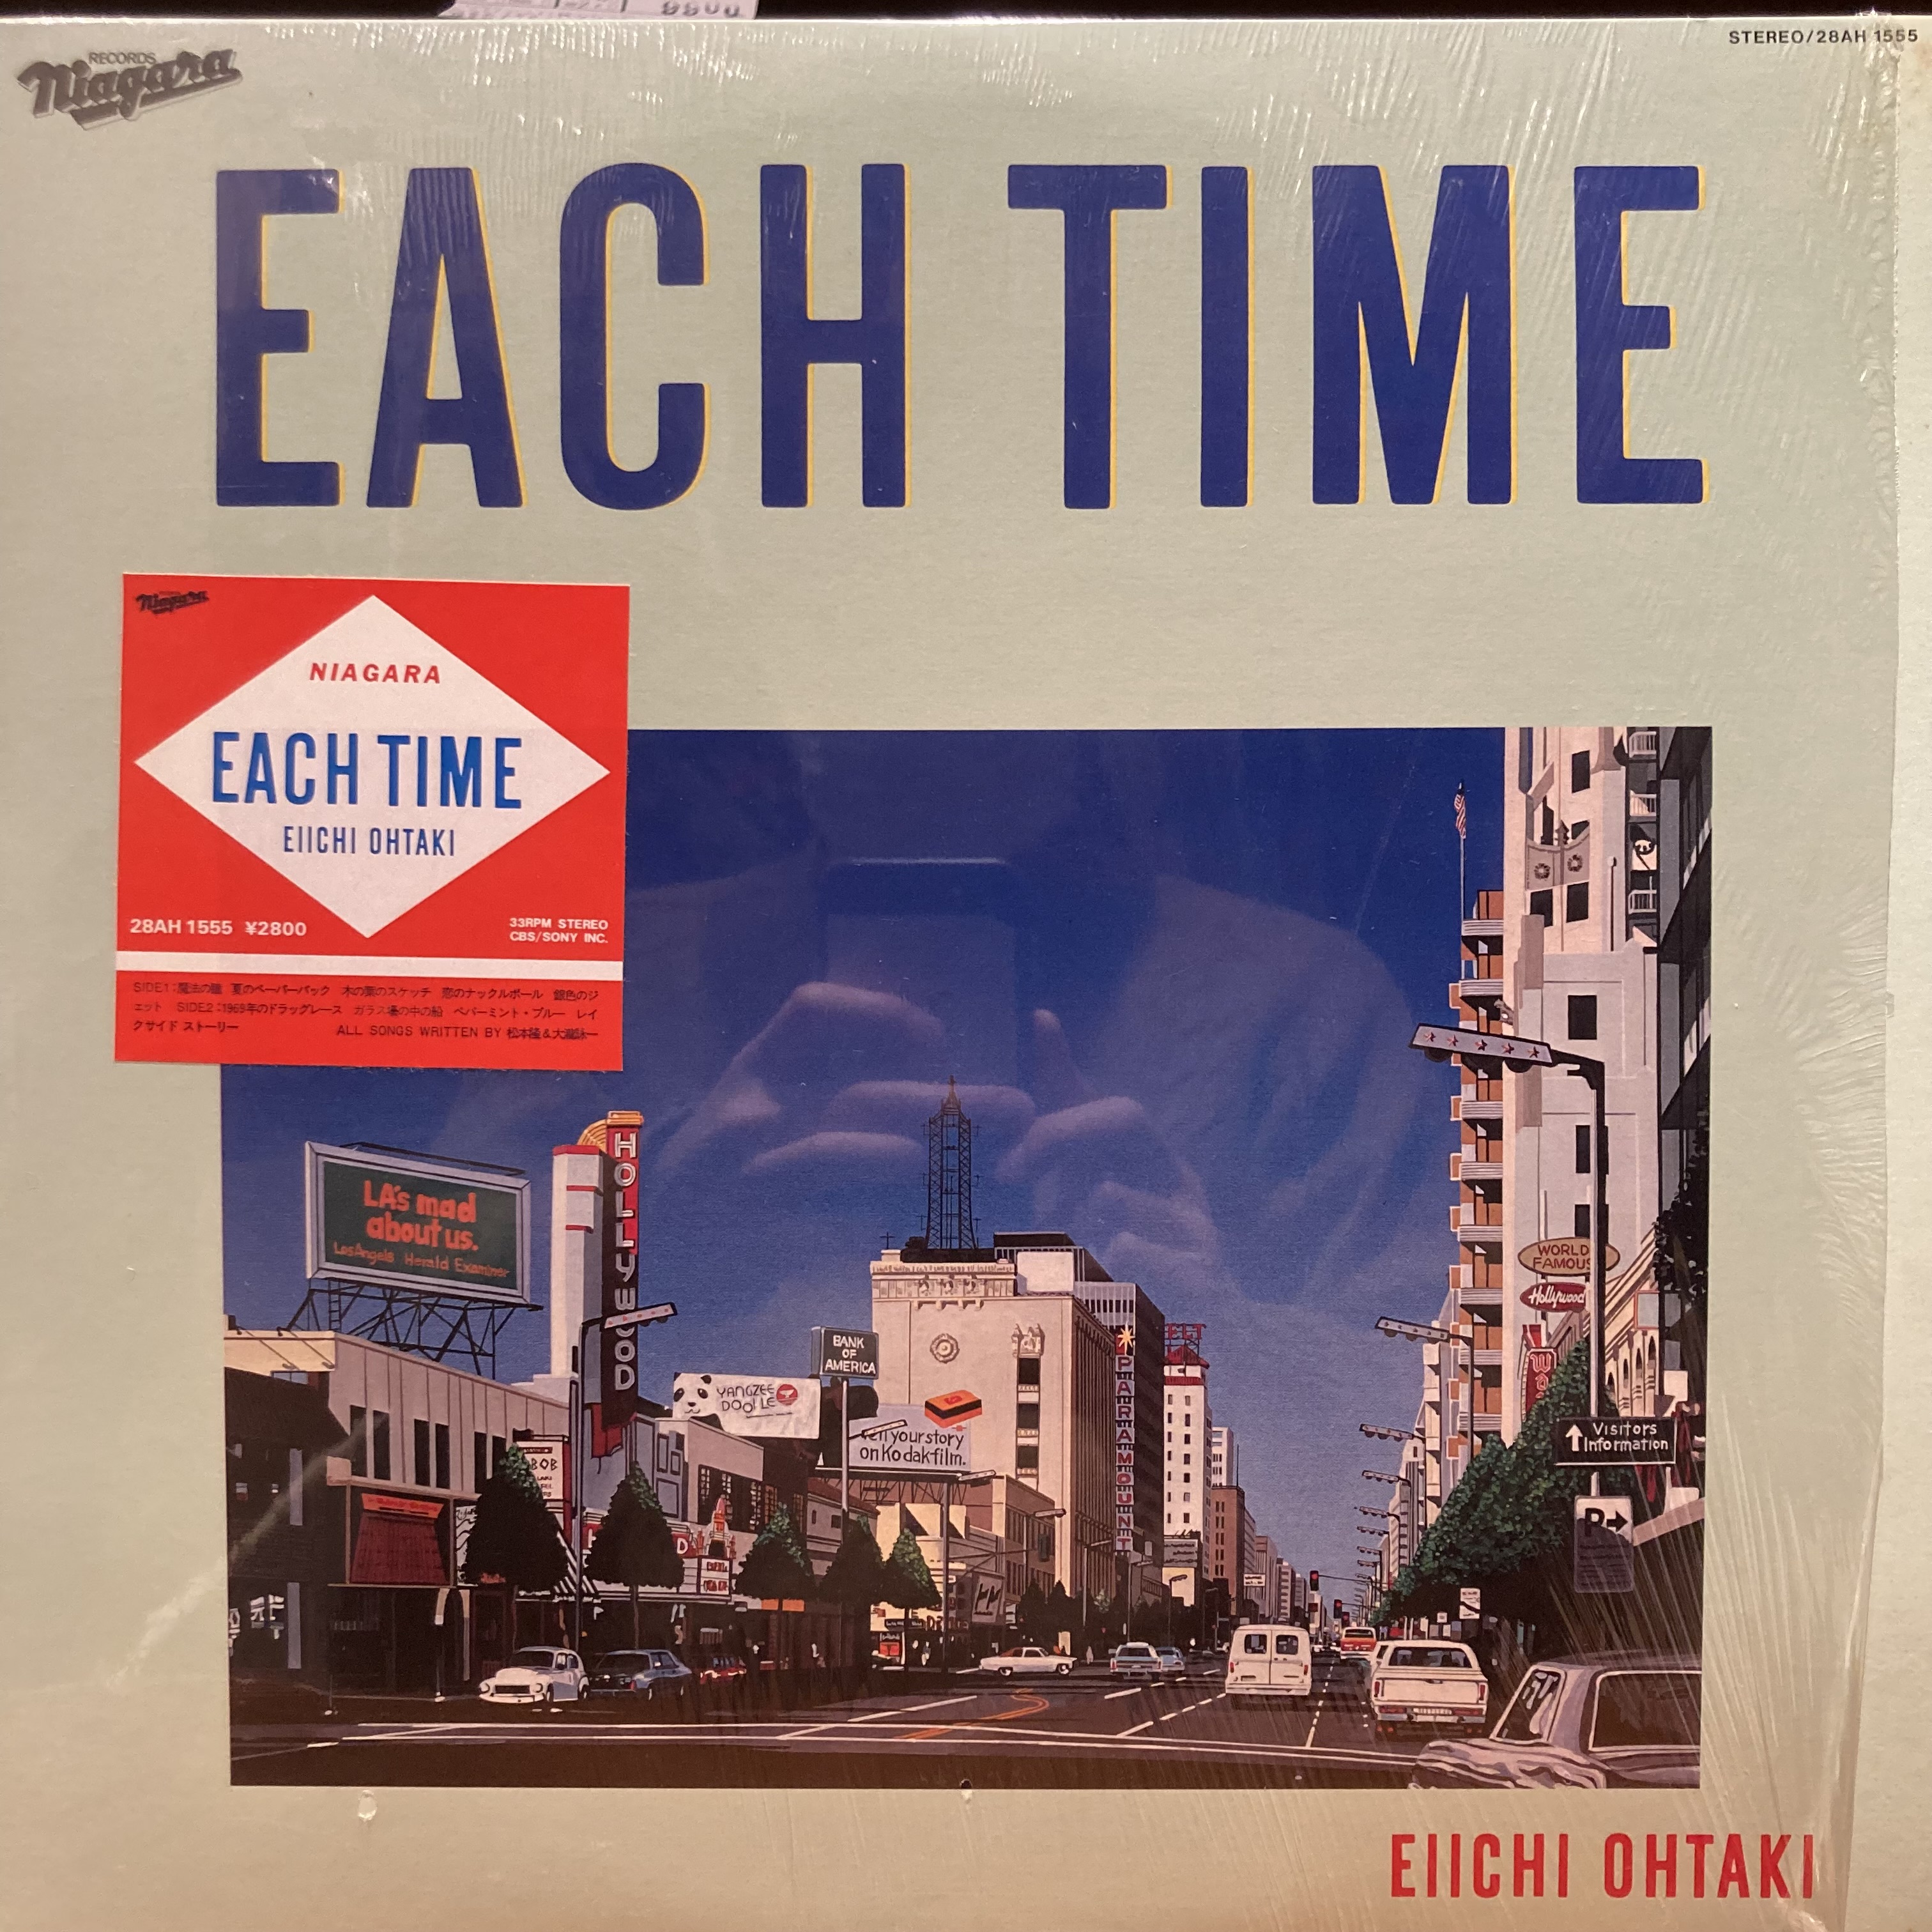 9900
STEREO/28AH 1555
RECORDS
Niagara
EACH TIME
Niagara
NIAGARA
EACH TIME
EIICHI OHTAKI
28AH 1555 ¥2800
33RPM STEREO
CBS/SONY INC.
SIDE1:魔法の瞳 夏のペーパーバック 木の葉のスケッチ 恋のナックルボール 銀色のジ
ェット SIDE2:1969年のドラッグレース ガラス壜の中の船 ペパーミント・ブルー レイ
クサイド ストーリー
ALL SONGS WRITTEN BY 松本隆&大瀧詠一
LA's mad
about us.
Los Angels Herald Examiner
HOLLYWOOD
BANK
OF
AMERICA
YANGZEE
your story
on Kodak film.
PARAMOUNT
WORLD
FAMOUS
Hollywood
Visitors
Information
P
BOB
EIICHI OHTAKI